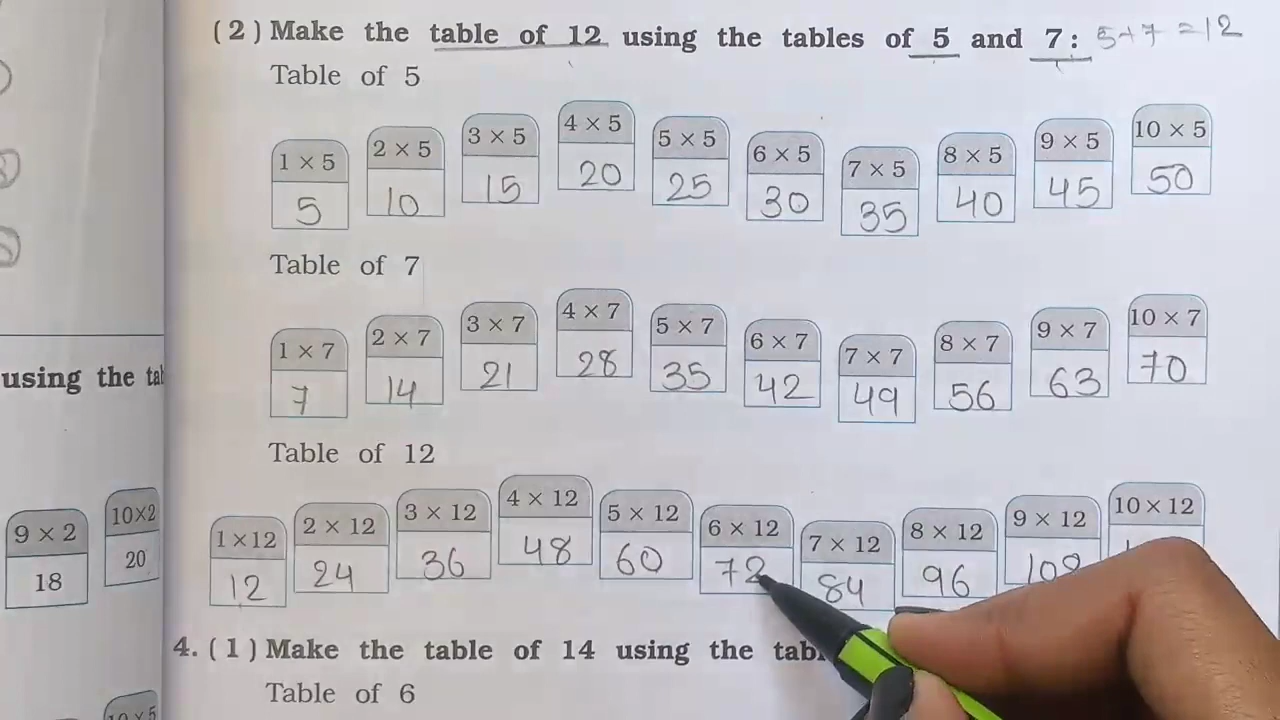 (2) Make the table of 12 using the tables of 5 and 7: 5+7=12
Table of 5
1 × 5 2 × 5 3 × 5 4 × 5 5 × 5 6 × 5 7 × 5 8 × 5 9 × 5 10 × 5
5 10 15 20 25 30 35 40 45 50
Table of 7
1 × 7 2 × 7 3 × 7 4 × 7 5 × 7 6 × 7 7 × 7 8 × 7 9 × 7 10 × 7
7 14 21 28 35 42 49 56 63 70
using the
Table of 12
1×12 2 × 12 3 × 12 4 × 12 5 × 12 6 × 12 7 × 12 8 × 12 9 × 12 10 × 12
12 24 36 48 60 72 84 96 108
9 × 2 10×2
18 20
4. (1) Make the table of 14 using the
Table of 6